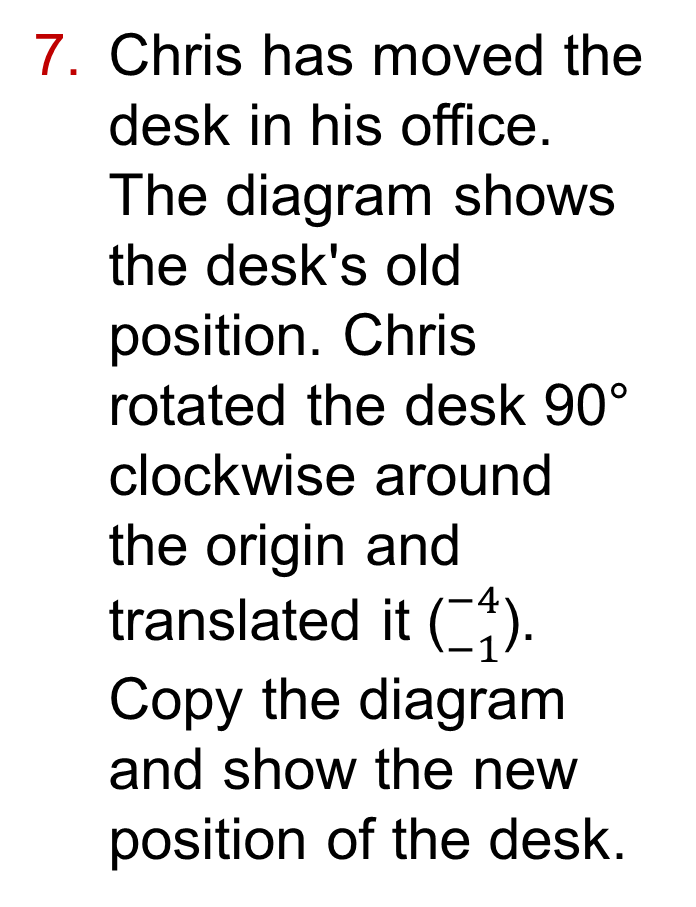 7. Chris has moved the
desk in his office.
The diagram shows
the desk's old
position. Chris
rotated the desk 90°
clockwise around
the origin and
translated it (−4 −1).
Copy the diagram
and show the new
position of the desk.